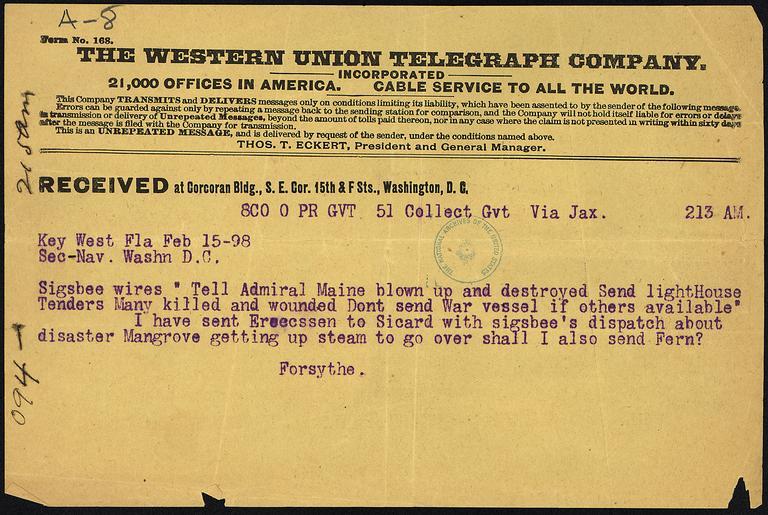 A-8
Form No. 168.
THE WESTERN UNION TELEGRAPH COMPANY.
INCORPORATED
21,000 OFFICES IN AMERICA. CABLE SERVICE TO ALL THE WORLD.
This Company TRANSMITS and DELIVERS messages only on conditions limiting its liability, which have been assented to by the sender of the following message.
Errors can be guarded against only by repeating a message back to the sending station for comparison, and the Company will not hold itself liable for errors or delays
in transmission or delivery of Unrepeated Messages, beyond the amount of tolls paid thereon, nor in any case where the claim is not presented in writing within sixty days
after the message is filed with the Company for transmission.
This is an UNREPEATED MESSAGE, and is delivered by request of the sender, under the conditions named above.
THOS. T. ECKERT, President and General Manager.
RECEIVED at Corcoran Bldg., S. E. Cor. 15th & F Sts., Washington, D. C.
8CO O PR GVT 51 Collect Gvt Via Jax. 213 AM.
Key West Fla Feb 15-98
Sec-Nav. Washn D.C.
THE NATIONAL ARCHIVES OF THE UNITED STATES
Sigsbee wires " Tell Admiral Maine blown up and destroyed Send lightHouse
Tenders Many killed and wounded Dont send War vessel if others available"
I have sent Ereecssen to Sicard with sigsbee's dispatch about
disaster Mangrove getting up steam to go over shall I also send Fern?
Forsythe.
094 —